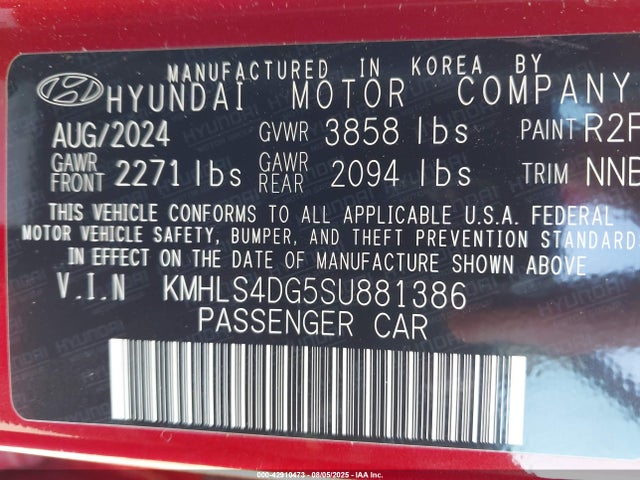 MANUFACTURED IN KOREA BY
HYUNDAI MOTOR COMPANY
AUG/2024 GVWR 3858 lbs PAINT R2
GAWR FRONT 2271 lbs GAWR REAR 2094 lbs TRIM NNB
THIS VEHICLE CONFORMS TO ALL APPLICABLE U.S.A. FEDERAL
MOTOR VEHICLE SAFETY, BUMPER, AND THEFT PREVENTION STANDARDS
IN EFFECT ON THE DATE OF MANUFACTURE SHOWN ABOVE
V.I.N KMHLS4DG5SU881386
PASSENGER CAR
000-42910473 - 08/05/2025 - IAA Inc.